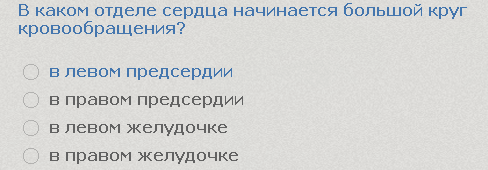 В каком отделе сердца начинается большой круг
кровообращения?
в левом предсердии
в правом предсердии
в левом желудочке
в правом желудочке